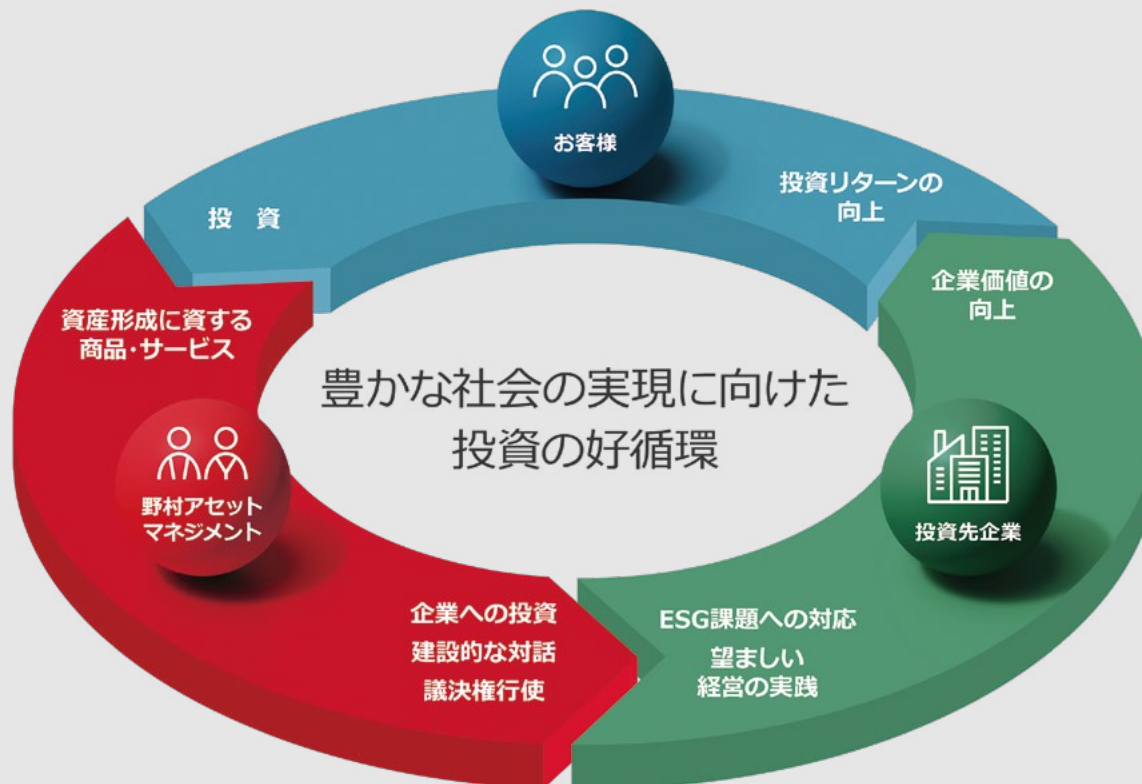 お客様
投資リターンの
向上
投 資
企業価値の
向上
資産形成に資する
商品・サービス
豊かな社会の実現に向けた
投資の好循環
野村アセット
マネジメント
投資先企業
企業への投資
建設的な対話
議決権行使
ESG課題への対応
望ましい
経営の実践